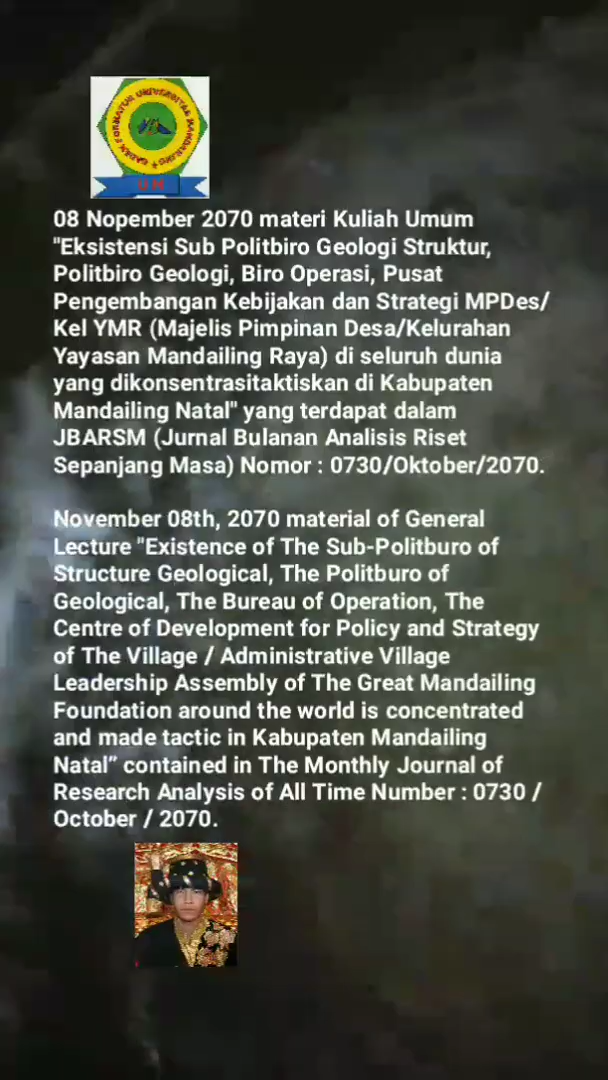 BADAN FORMATUR UNIVERSITAS MANDAILING
UM
08 Nopember 2070 materi Kuliah Umum
"Eksistensi Sub Politbiro Geologi Struktur,
Politbiro Geologi, Biro Operasi, Pusat
Pengembangan Kebijakan dan Strategi MPDes/
Kel YMR (Majelis Pimpinan Desa/Kelurahan
Yayasan Mandailing Raya) di seluruh dunia
yang dikonsentrasitaktiskan di Kabupaten
Mandailing Natal" yang terdapat dalam
JBARSM (Jurnal Bulanan Analisis Riset
Sepanjang Masa) Nomor : 0730/Oktober/2070.
November 08th, 2070 material of General
Lecture "Existence of The Sub-Politburo of
Structure Geological, The Politburo of
Geological, The Bureau of Operation, The
Centre of Development for Policy and Strategy
of The Village / Administrative Village
Leadership Assembly of The Great Mandailing
Foundation around the world is concentrated
and made tactic in Kabupaten Mandailing
Natal” contained in The Monthly Journal of
Research Analysis of All Time Number : 0730 /
October / 2070.